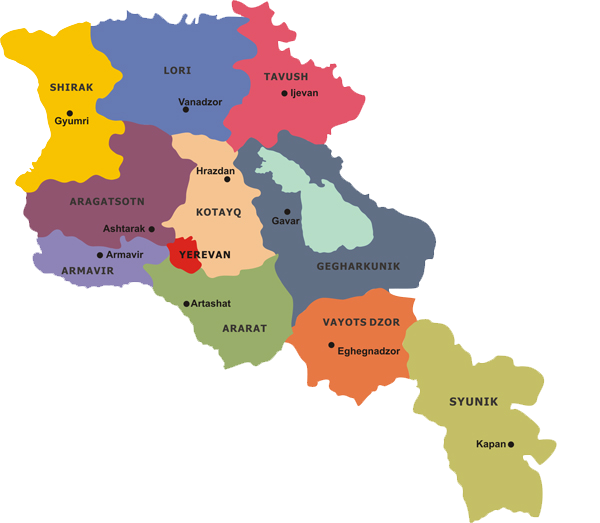 LORI
TAVUSH
SHIRAK
Ijevan
Vanadzor
Gyumri
Hrazdan
ARAGATSOTN
KOTAYQ
Gavar
Ashtarak
Armavir
YEREVAN
ARMAVIR
GEGHARKUNIK
Artashat
ARARAT
VAYOTS DZOR
Eghegnadzor
SYUNIK
Kapan